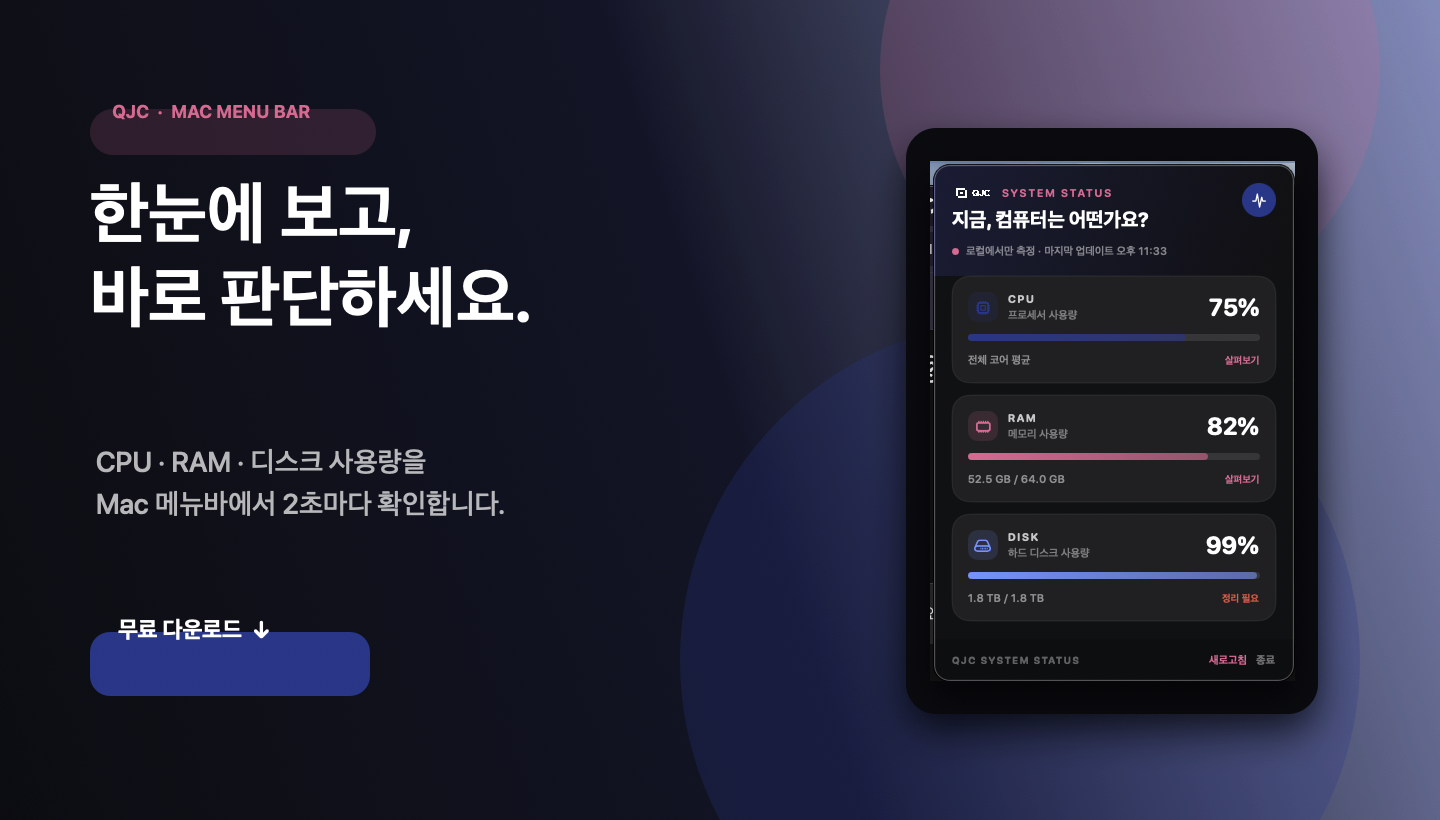 QJC · MAC MENU BAR
한눈에 보고,
바로 판단하세요.
CPU · RAM · 디스크 사용량을
Mac 메뉴바에서 2초마다 확인합니다.
무료 다운로드 ↓
QJC SYSTEM STATUS
지금, 컴퓨터는 어떤가요?
로컬에서만 측정 · 마지막 업데이트 오후 11:33
CPU
프로세서 사용량
75%
전체 코어 평균
살펴보기
RAM
메모리 사용량
82%
52.5 GB / 64.0 GB
살펴보기
DISK
하드 디스크 사용량
99%
1.8 TB / 1.8 TB
정리 필요
QJC SYSTEM STATUS
새로고침 종료